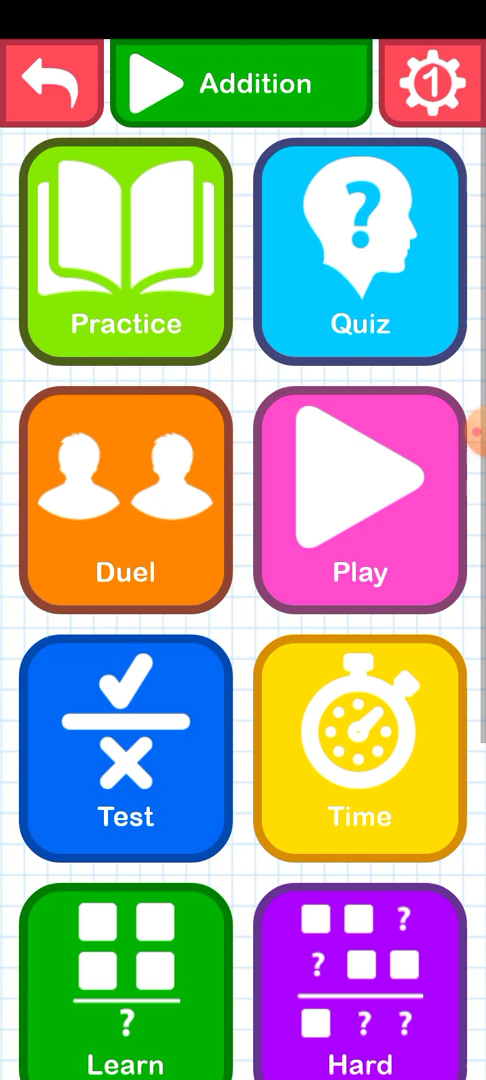 Addition
1
Practice
?
Quiz
Duel
Play
Test
Time
?
Learn
?
?
? ?
Hard